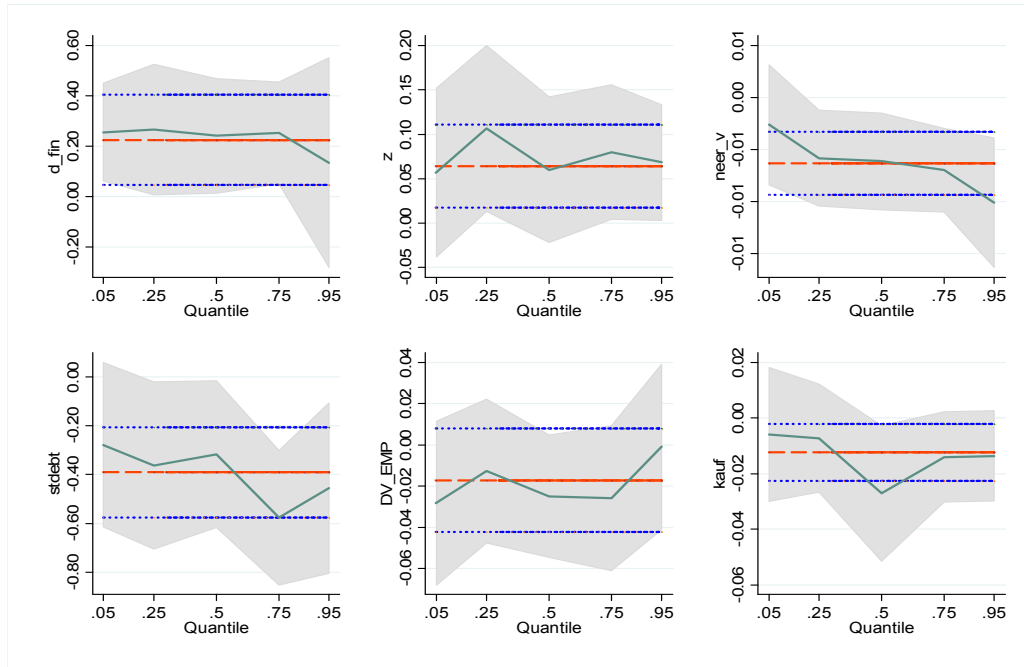 d_fin
0.60
0.40
0.20
0.00
-0.20
.05 .25 .5 .75 .95
Quantile
z
0.20
0.15
0.10
0.05
0.00
-0.05
.05 .25 .5 .75 .95
Quantile
neer_v
0.01
0.00
-0.01
-0.01
-0.01
.05 .25 .5 .75 .95
Quantile
stdebt
0.00
-0.20
-0.40
-0.60
-0.80
.05 .25 .5 .75 .95
Quantile
DV_EMP
0.04
0.02
0.00
-0.02
-0.04
-0.06
.05 .25 .5 .75 .95
Quantile
kauf
0.02
0.00
-0.02
-0.04
-0.06
.05 .25 .5 .75 .95
Quantile